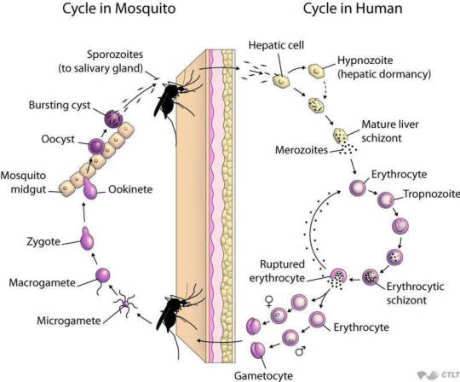 Cycle in Mosquito
Cycle in Human
Sporozoites
(to salivary gland)
Hepatic cell
Hypnozoite
(hepatic dormancy)
Bursting cyst
Oocyst
Mature liver
schizont
Merozoites
Mosquito
midgut
Ookinete
Erythrocyte
Tropnozoite
Zygote
Macrogamete
Ruptured
erythrocyte
Erythrocytic
schizont
Microgamete
♀
Erythrocyte
♂
Gametocyte
CTLT